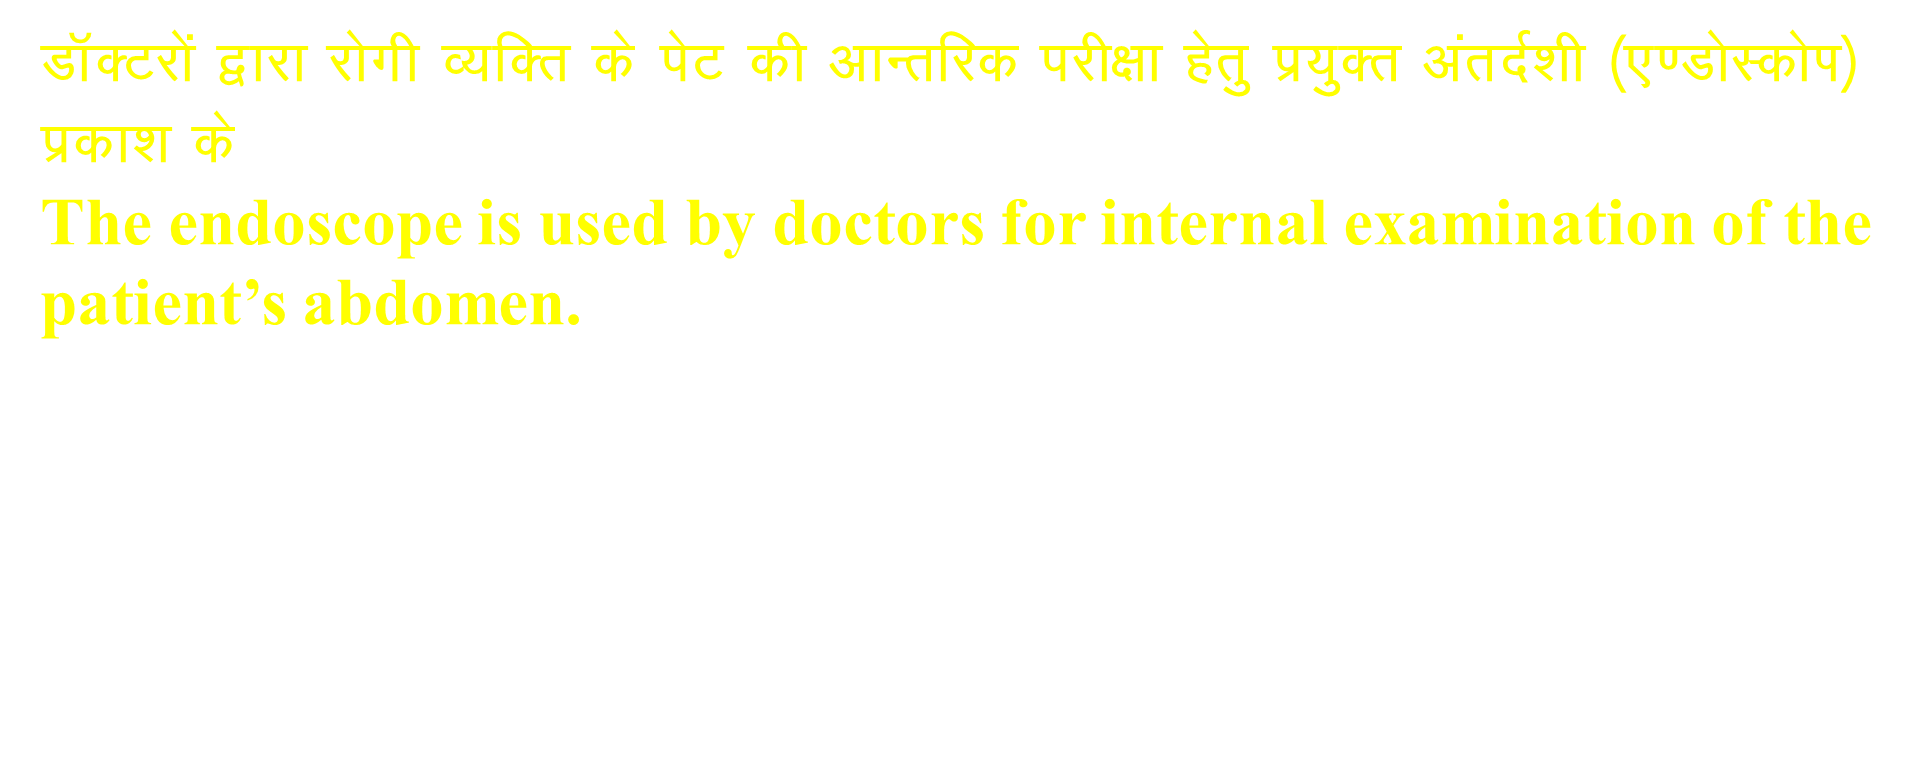 डॉक्टरों द्वारा रोगी व्यक्ति के पेट की आन्तरिक परीक्षा हेतु प्रयुक्त अंतर्दशी (एण्डोस्कोप)
प्रकाश के
The endoscope is used by doctors for internal examination of the
patient’s abdomen.